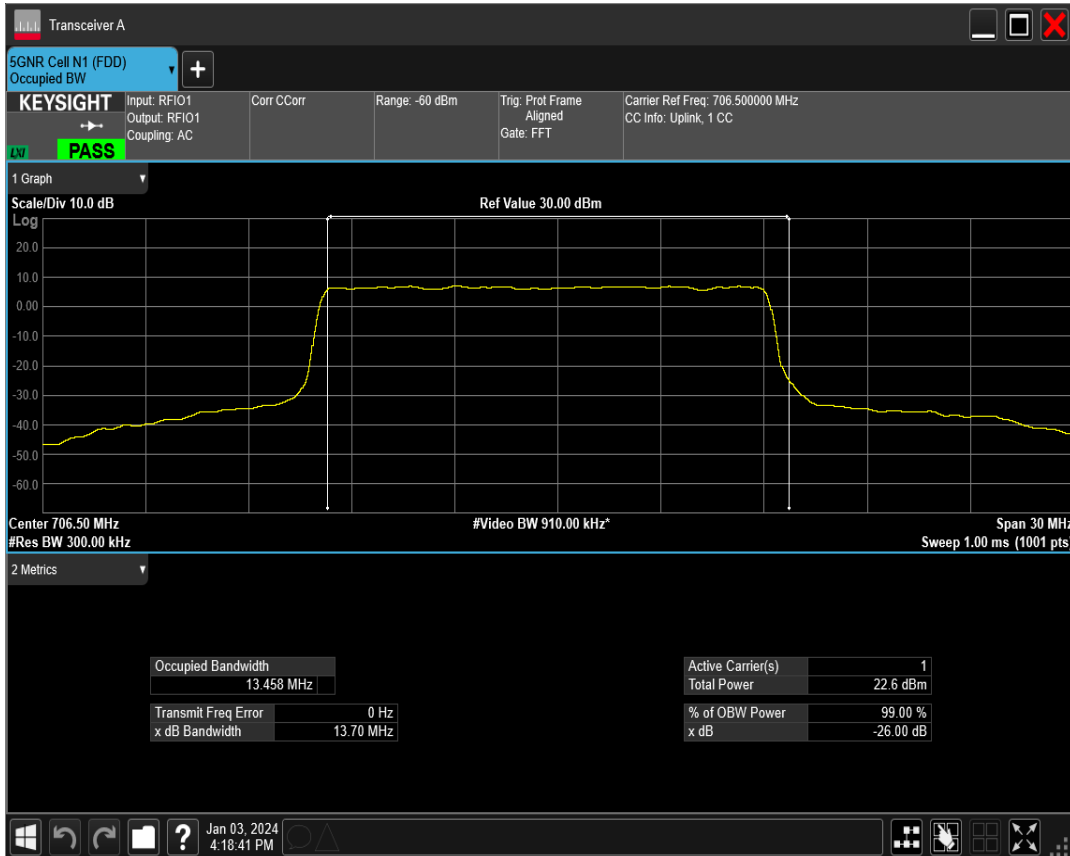 Transceiver A
5GNR Cell N1 (FDD)
Occupied BW
+
KEYSIGHT
LXI
PASS
Input: RFIO1
Output: RFIO1
Coupling: AC
Corr CCorr
Range: -60 dBm
Trig: Prot Frame
Aligned
Gate: FFT
Carrier Ref Freq: 706.500000 MHz
CC Info: Uplink, 1 CC
1 Graph
Scale/Div 10.0 dB
Ref Value 30.00 dBm
Log
20.0
10.0
0.00
-10.0
-20.0
-30.0
-40.0
-50.0
-60.0
Center 706.50 MHz
#Video BW 910.00 kHz*
Span 30 MHz
#Res BW 300.00 kHz
Sweep 1.00 ms (1001 pts)
2 Metrics
Occupied Bandwidth
13.458 MHz
Transmit Freq Error 0 Hz
x dB Bandwidth 13.70 MHz
Active Carrier(s) 1
Total Power 22.6 dBm
% of OBW Power 99.00 %
x dB -26.00 dB
?
Jan 03, 2024
4:18:41 PM